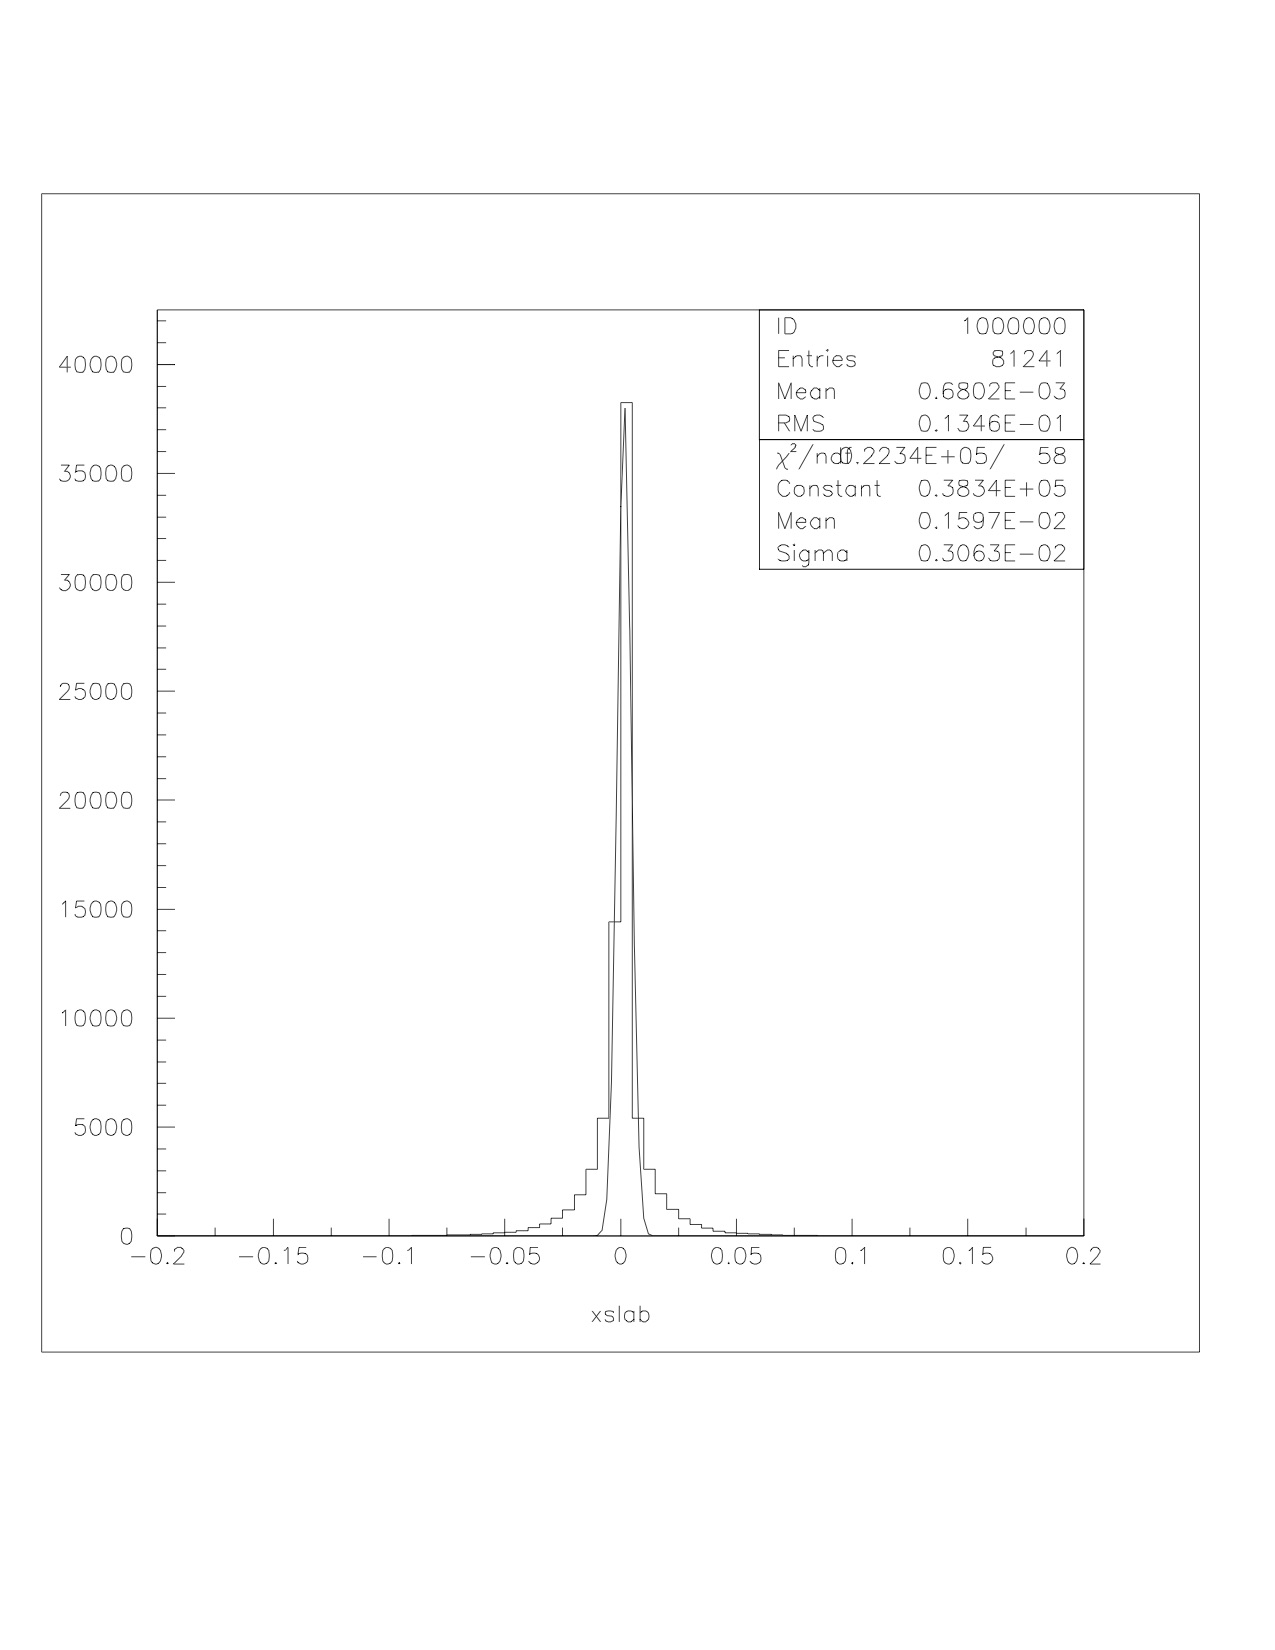 ID 1000000
Entries 81241
Mean 0.6802E−03
RMS 0.1346E−01
χ²/ndf 0.2234E+05/ 58
Constant 0.3834E+05
Mean 0.1597E−02
Sigma 0.3063E−02
40000
35000
30000
25000
20000
15000
10000
5000
0
−0.2 −0.15 −0.1 −0.05 0 0.05 0.1 0.15 0.2
xslab